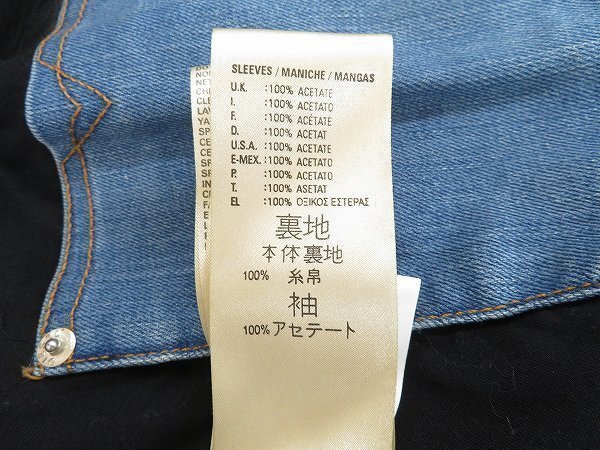 SLEEVES / MANICHE / MANGAS
U.K. :100% ACETATE
I. :100% ACETATO
F. :100% ACÉTATE
D. :100% ACETAT
U.S.A. :100% ACETATE
E-MEX. :100% ACETATO
P. :100% ACETATO
T. :100% ASETAT
EL :100% ΟΞΙΚΟΣ ΕΣΤΕΡΑΣ
裏地
本体裏地
100% 糸帛
袖
100% アセテート